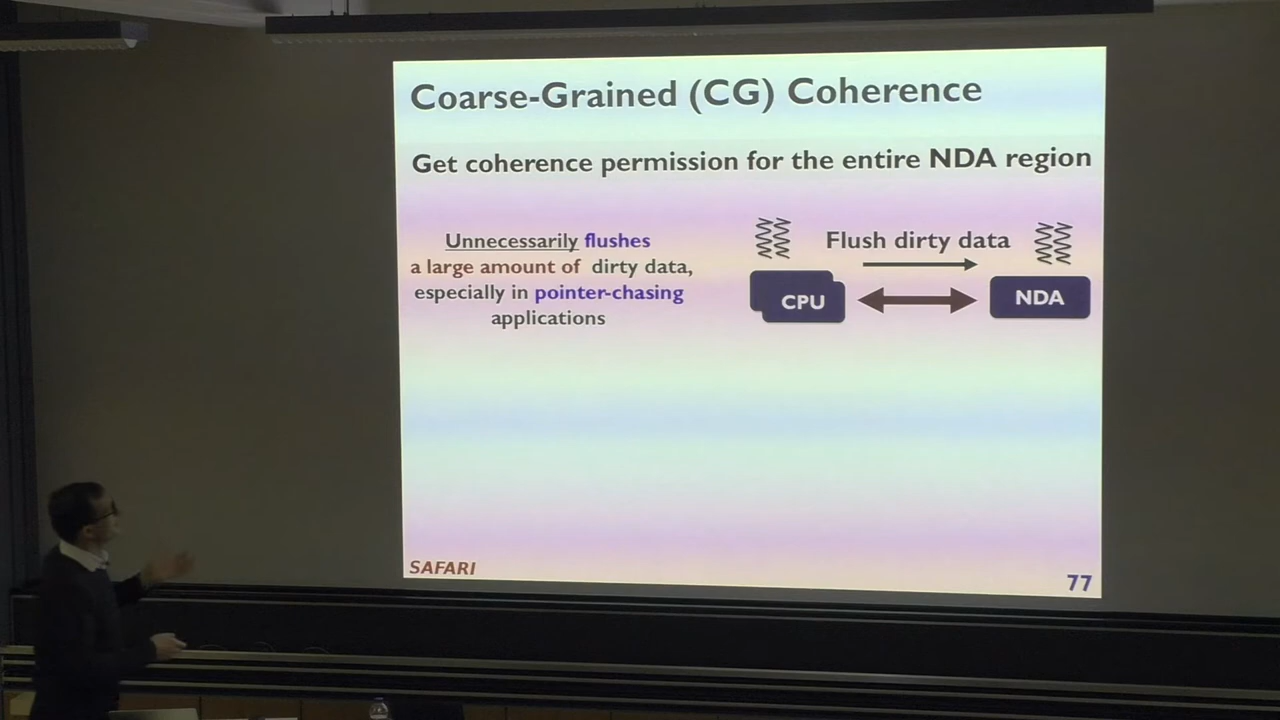 Coarse-Grained (CG) Coherence
Get coherence permission for the entire NDA region
Unnecessarily flushes
a large amount of dirty data,
especially in pointer-chasing
applications
Flush dirty data
CPU
NDA
SAFARI
77